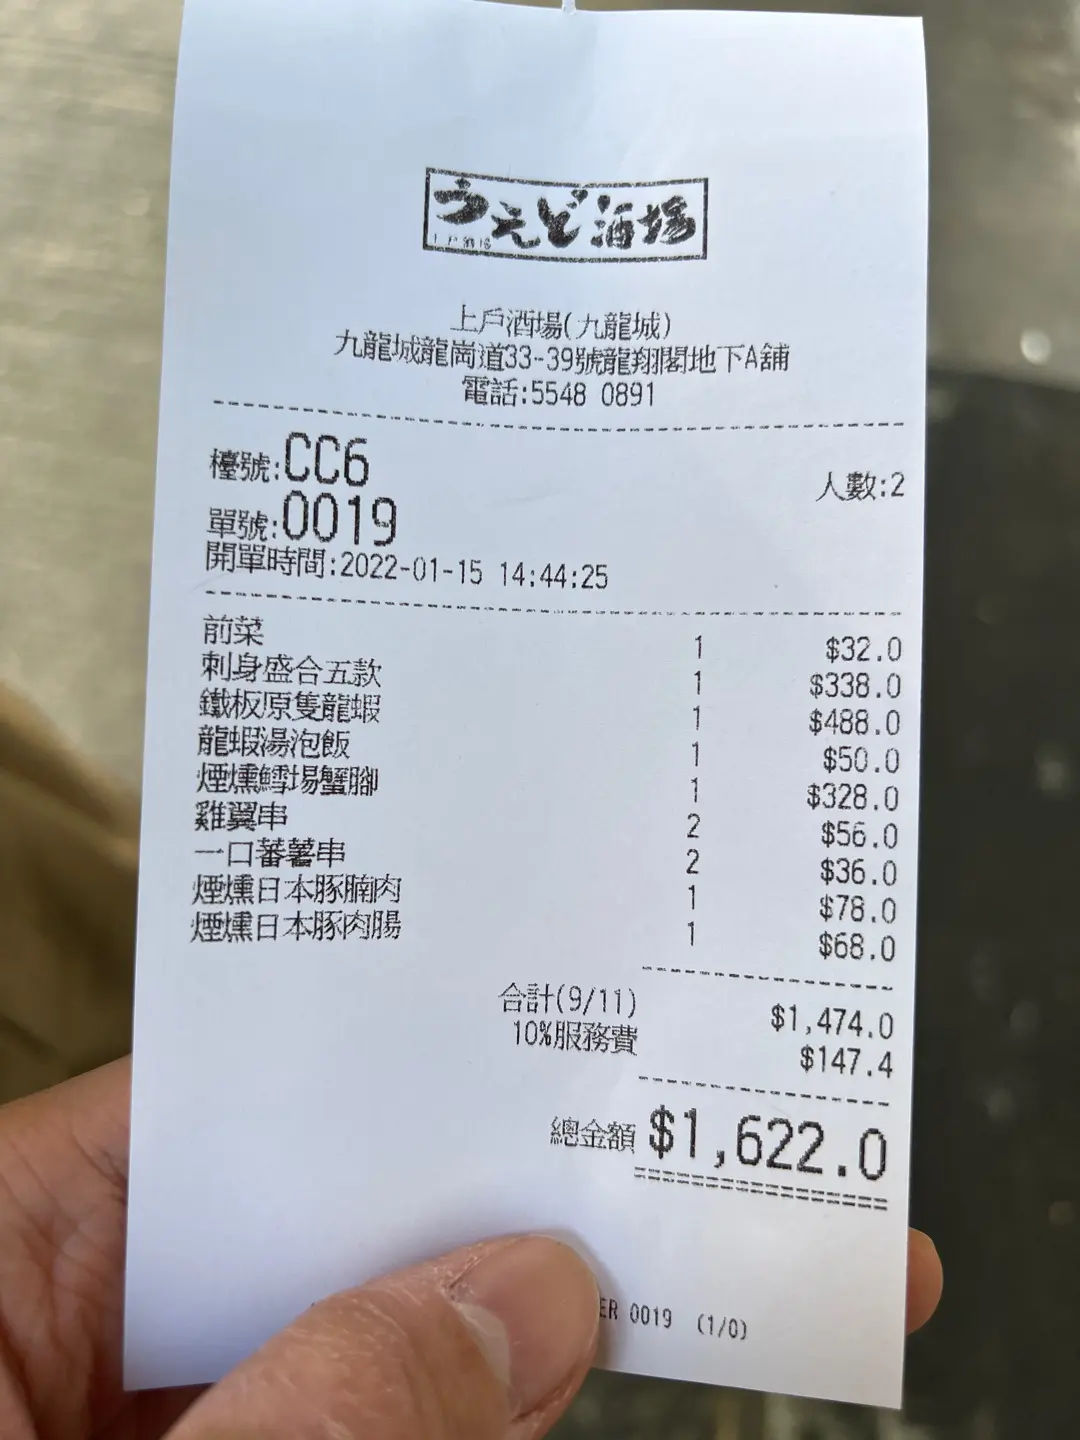 うえど酒場
上戶酒場(九龍城)
九龍城龍崗道33-39號龍翔閣地下A舖
電話:5548 0891
檯號:CC6 人數:2
單號:0019
開單時間:2022-01-15 14:44:25
前菜 1 $32.0
刺身盛合五款 1 $338.0
鐵板原隻龍蝦 1 $488.0
龍蝦湯泡飯 1 $50.0
煙燻鱈場蟹腳 1 $328.0
雞翼串 2 $56.0
一口蕃薯串 2 $36.0
煙燻日本豚腩肉 1 $78.0
煙燻日本豚肉腸 1 $68.0
合計(9/11) $1,474.0
10%服務費 $147.4
總金額 $1,622.0
ER 0019 (1/0)